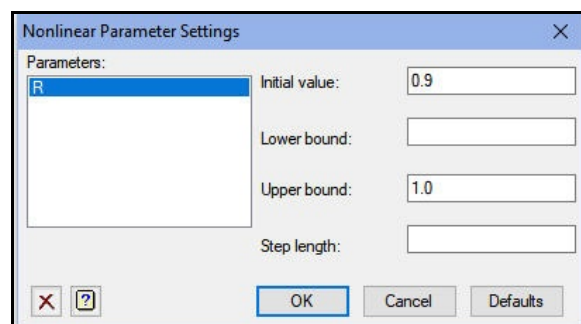 Nonlinear Parameter Settings
Parameters:
R
Initial value: 0.9
Lower bound:
Upper bound: 1.0
Step length:
OK Cancel Defaults